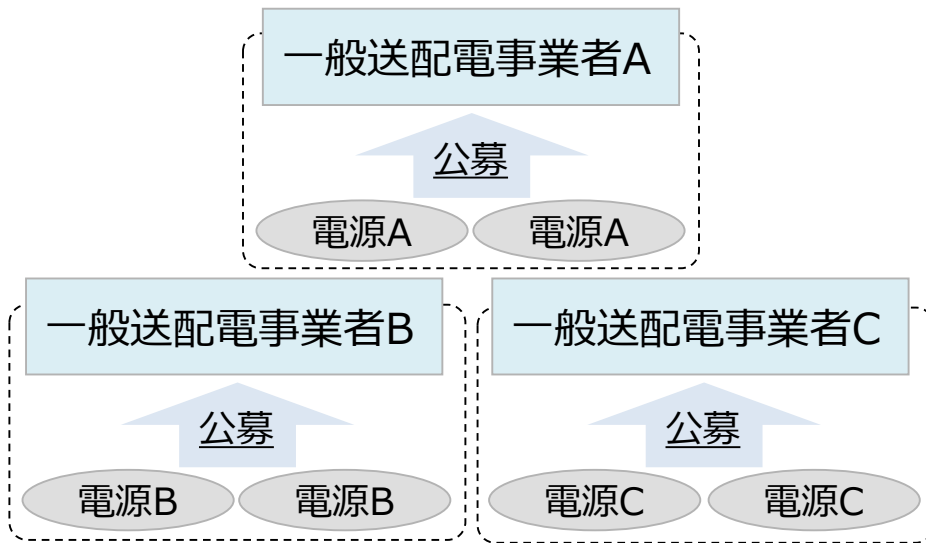 一般送配電事業者A
公募
電源A 電源A
一般送配電事業者B
公募
電源B 電源B
一般送配電事業者C
公募
電源C 電源C